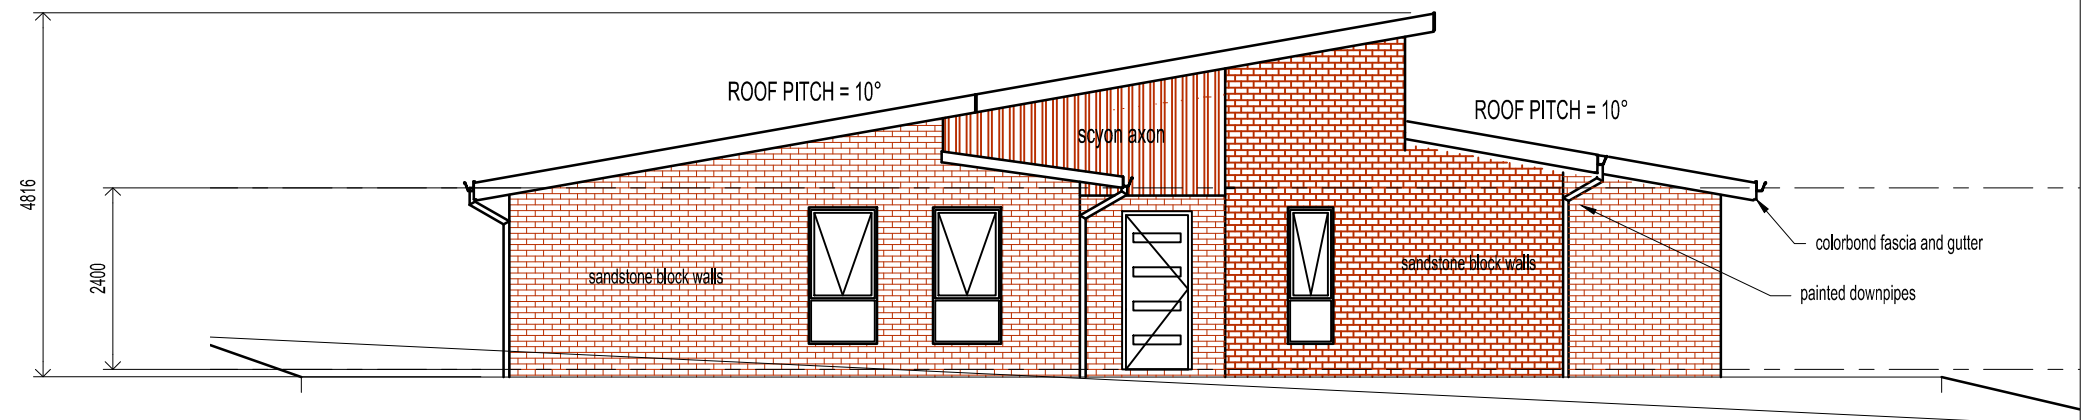 ROOF PITCH = 10°
ROOF PITCH = 10°
scyon axon
4816
2400
sandstone block walls
sandstone block walls
colorbond fascia and gutter
painted downpipes